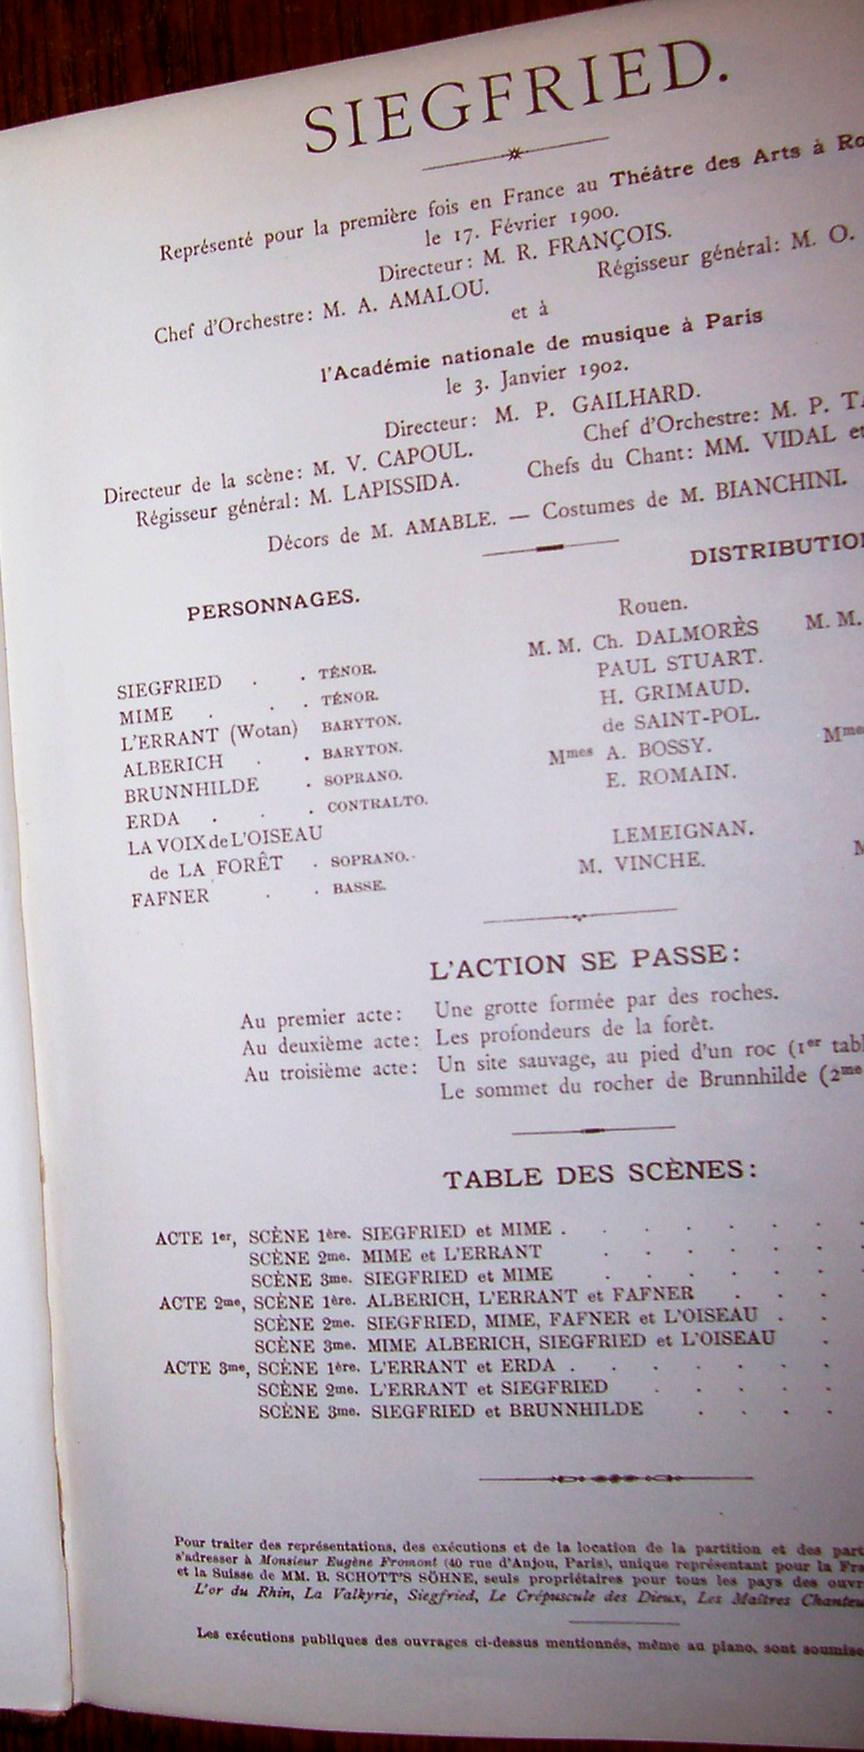 SIEGFRIED.
Représenté pour la première fois en France au Théâtre des Arts à
le 17. Février 1900.
Directeur: M. R. FRANÇOIS.
Chef d'Orchestre: M. A. AMALOU. Régisseur général: M. O.
et à
l'Académie nationale de musique à Paris
le 3. Janvier 1902.
Directeur: M. P. GAILHARD.
Directeur de la scène: M. V. CAPOUL. Chef d'Orchestre: M. P.
Régisseur général: M. LAPISSIDA. Chefs du Chant: MM. VIDAL et
Décors de M. AMABLE. — Costumes de M. BIANCHINI.
PERSONNAGES. DISTRIBUTIO
Rouen.
SIEGFRIED . . TÉNOR. M. M. Ch. DALMORÈS M. M.
MIME . . . TÉNOR. PAUL STUART.
L'ERRANT (Wotan) BARYTON. H. GRIMAUD.
ALBERICH . . BARYTON. de SAINT-POL.
BRUNNHILDE . SOPRANO. Mmes A. BOSSY. Mme
ERDA . . . CONTRALTO. E. ROMAIN.
LA VOIX de L'OISEAU
de LA FORÊT . SOPRANO. LEMEIGNAN.
FAFNER . . BASSE. M. VINCHE. M
L'ACTION SE PASSE:
Au premier acte: Une grotte formée par des roches.
Au deuxième acte: Les profondeurs de la forêt.
Au troisième acte: Un site sauvage, au pied d'un roc (1er tabl
Le sommet du rocher de Brunnhilde (2me
TABLE DES SCÈNES:
ACTE 1er, SCÈNE 1ère. SIEGFRIED et MIME . . . . . . .
SCÈNE 2me. MIME et L'ERRANT . . . . . .
SCÈNE 3me. SIEGFRIED et MIME . . . . . .
ACTE 2me, SCÈNE 1ère. ALBERICH, L'ERRANT et FAFNER . . .
SCÈNE 2me. SIEGFRIED, MIME, FAFNER et L'OISEAU . .
SCÈNE 3me. MIME ALBERICH, SIEGFRIED et L'OISEAU .
ACTE 3me, SCÈNE 1ère. L'ERRANT et ERDA . . . . . . .
SCÈNE 2me. L'ERRANT et SIEGFRIED . . . . .
SCÈNE 3me. SIEGFRIED et BRUNNHILDE . . . .
Pour traiter des représentations, des exécutions et de la location de la partition et des part
s'adresser à Monsieur Eugène Fromont (40 rue d'Anjou, Paris), unique représentant pour la Fra
et la Suisse de MM. B. SCHOTT'S SÖHNE, seuls propriétaires pour tous les pays des ouvr
L'or du Rhin, La Valkyrie, Siegfried, Le Crépuscule des Dieux, Les Maîtres Chanteu
Les exécutions publiques des ouvrages ci-dessus mentionnés, même au piano, sont soumise